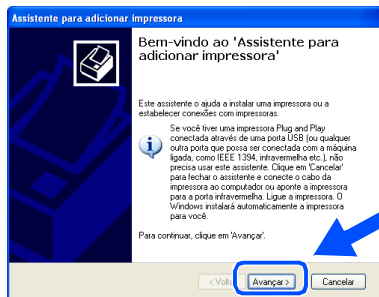 Assistente para adicionar impressora
Bem-vindo ao 'Assistente para
adicionar impressora'
Este assistente o ajuda a instalar uma impressora ou a
estabelecer conexões com impressoras.
Se você tiver uma impressora Plug and Play
conectada através de uma porta USB (ou qualquer
outra porta que possa ser conectada com a máquina
ligada, como IEEE 1394, infravermelha etc.), não
precisa usar este assistente. Clique em 'Cancelar'
para fechar o assistente e conecte o cabo da
impressora ao computador ou aponte a impressora
para a porta infravermelha. Ligue a impressora. O
Windows instalará automaticamente a impressora
para você.
Para continuar, clique em 'Avançar'.
Avançar > Cancelar